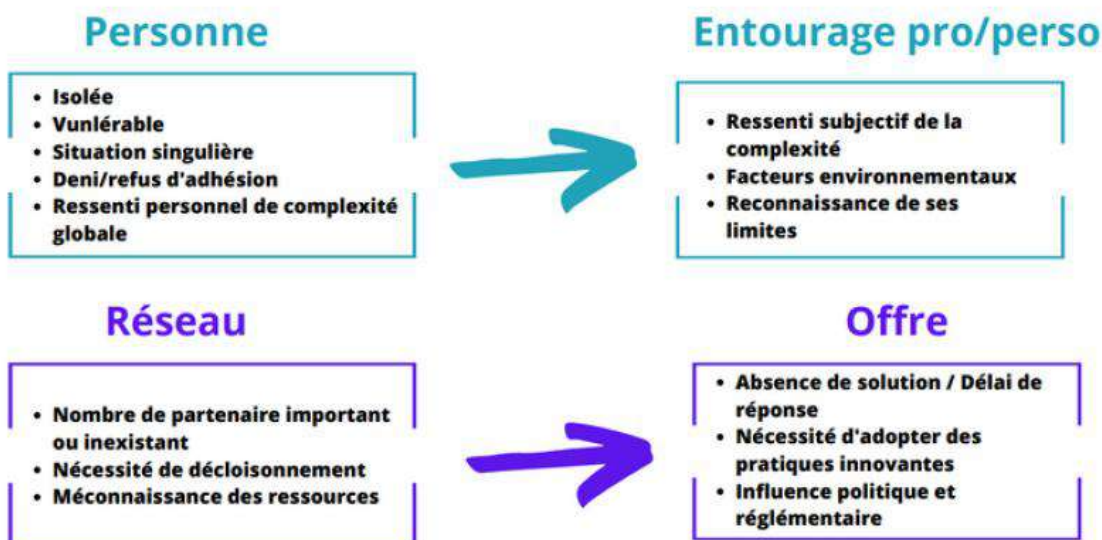 Personne
• Isolée
• Vunlérable
• Situation singulière
• Deni/refus d'adhésion
• Ressenti personnel de complexité
globale
Entourage pro/perso
• Ressenti subjectif de la
complexité
• Facteurs environnementaux
• Reconnaissance de ses
limites
Réseau
• Nombre de partenaire important
ou inexistant
• Nécessité de décloisonnement
• Méconnaissance des ressources
Offre
• Absence de solution / Délai de
réponse
• Nécessité d'adopter des
pratiques innovantes
• Influence politique et
réglémentaire